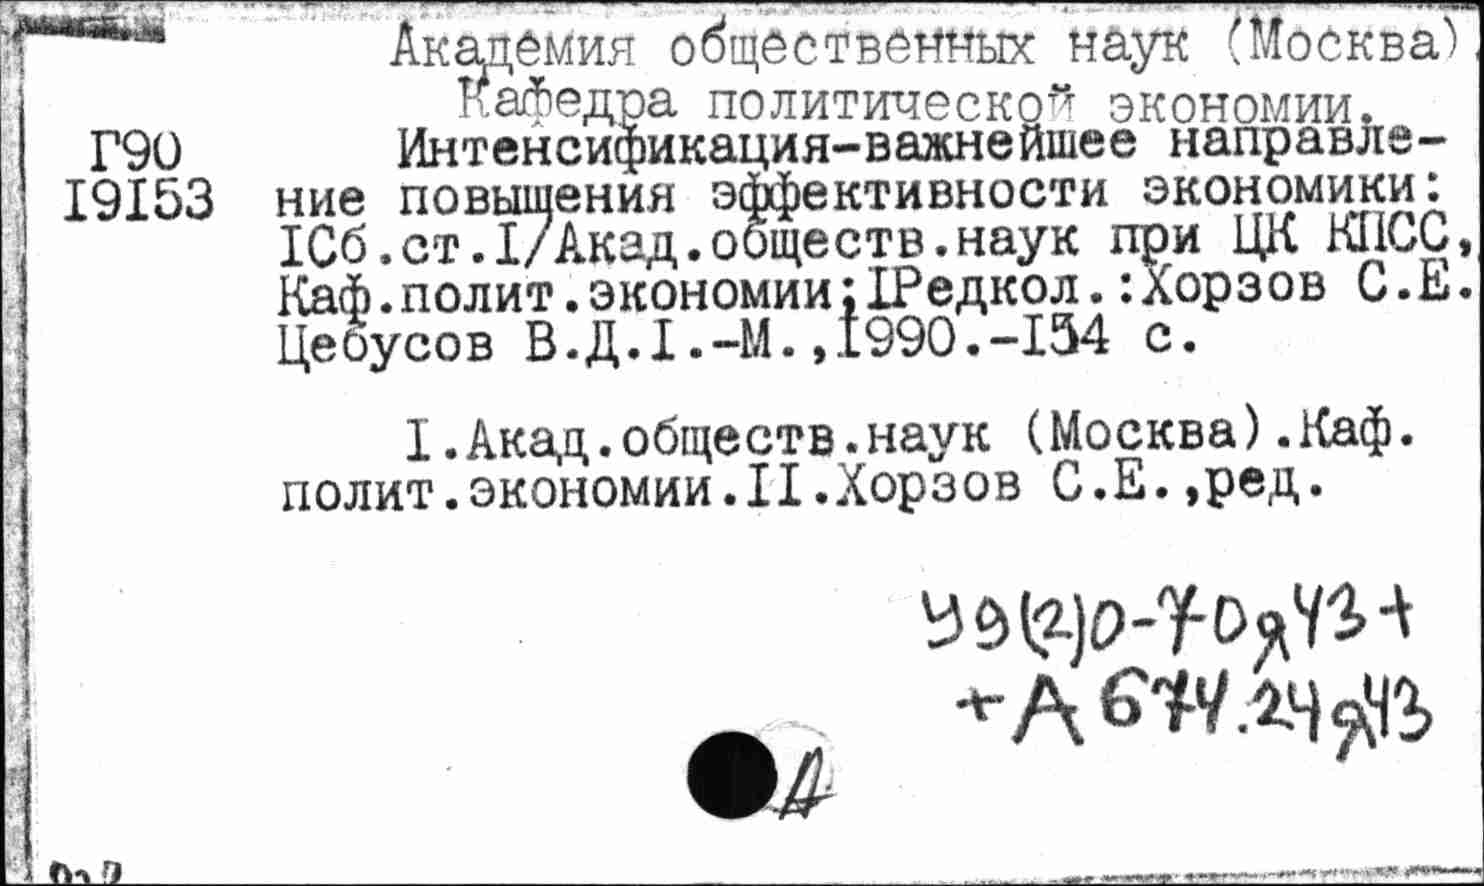 Академия общественных наук (Москва)
Кафедра политической экономии.
Г90 Интенсификация-важнейшее направле-
I9I53 ние повышения эффективности экономики:
IСб.ст.I/Акад.обществ.наук при ЦК КПСС,
Каф.полит.экономии;IРедкол.:Хорзов С.Е.
Цебусов В.Д.I.-М.,I990.-I54 с.
I.Акад.обществ.наук (Москва).Каф.
полит.экономии.II.Хорзов С.Е.,ред.
У9(2)0-70я43+
+А674.24я43
А